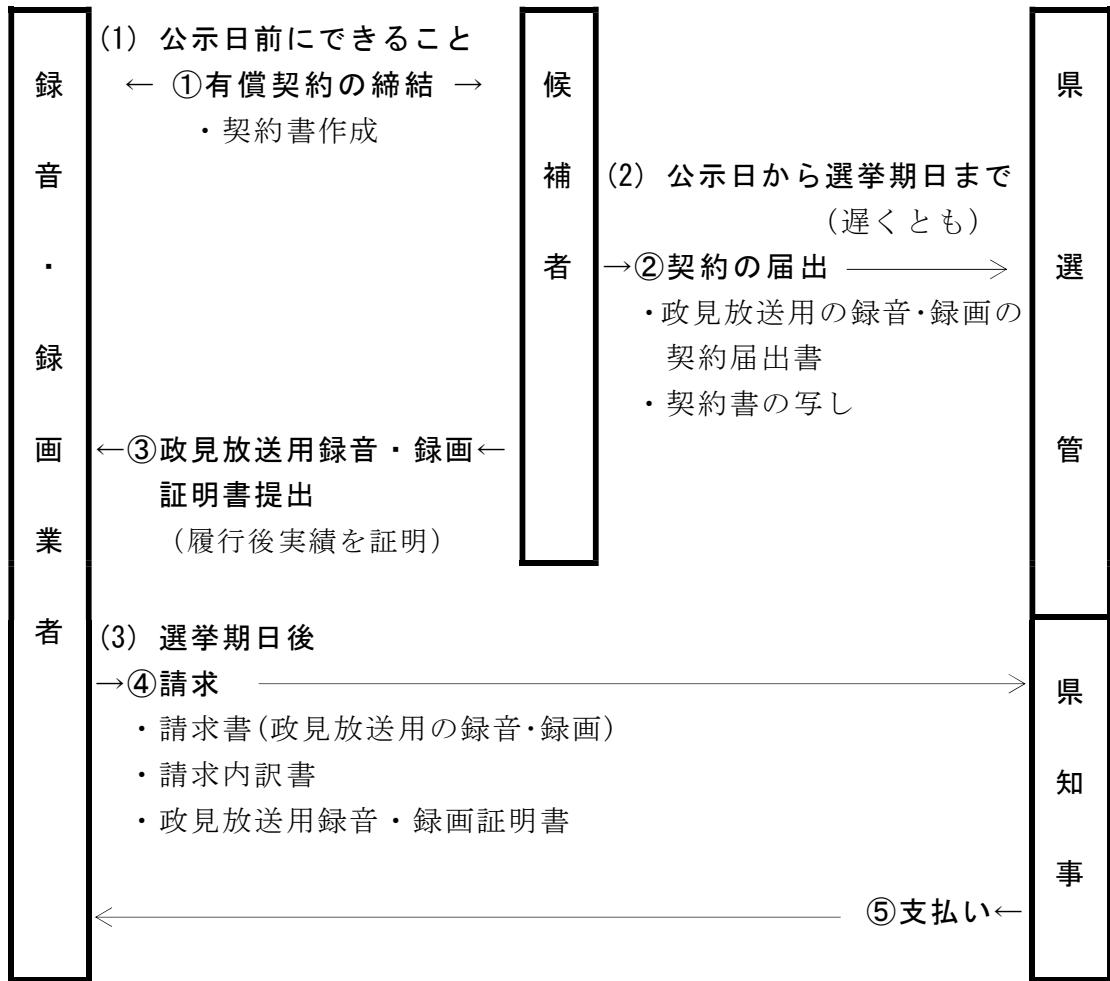 録音・録画業者
(1) 公示日前にできること
← ①有償契約の締結 →
・契約書作成
候補者
(2) 公示日から選挙期日まで
（遅くとも）
→②契約の届出
・政見放送用の録音・録画の
契約届出書
・契約書の写し
県選管
←③政見放送用録音・録画←
証明書提出
（履行後実績を証明）
(3) 選挙期日後
→④請求
・請求書(政見放送用の録音・録画)
・請求内訳書
・政見放送用録音・録画証明書
県知事
⑤支払い←